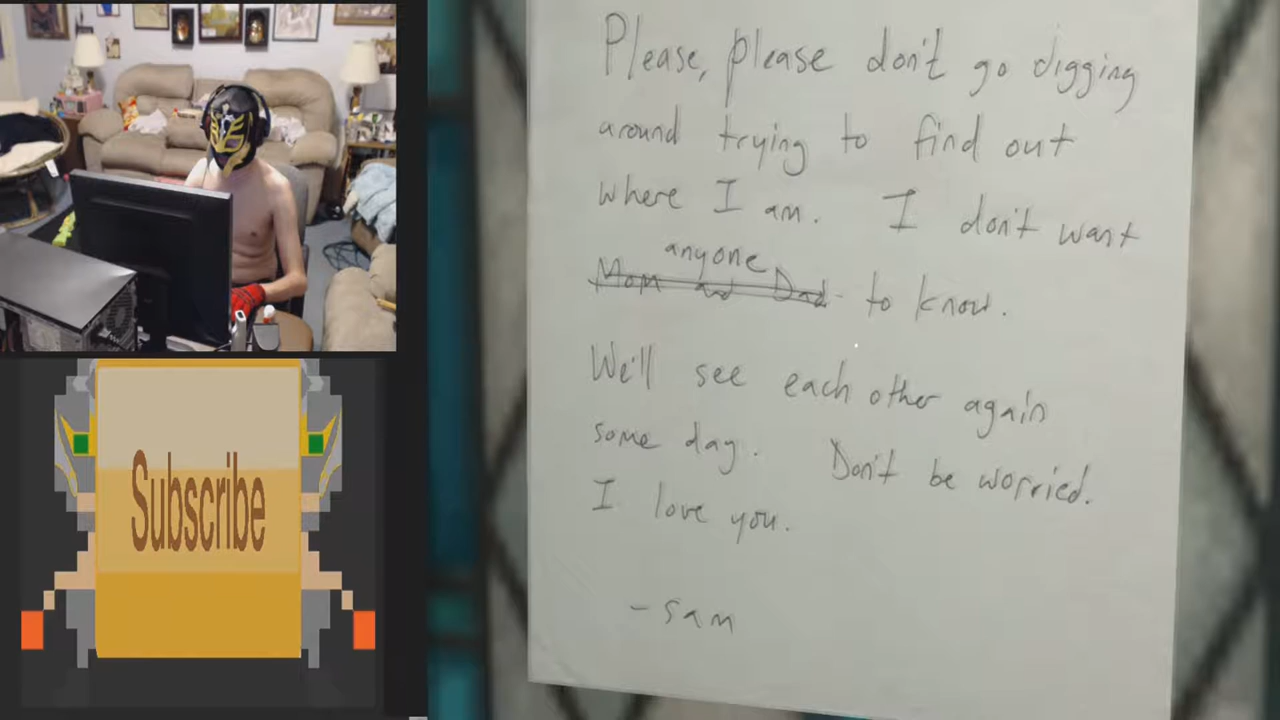 Please, please don't go digging
around trying to find out
where I am. I don't want
anyone
Mom and Dad to know.
We'll see each other again
some day. Don't be worried.
I love you.
- Sam
Subscribe